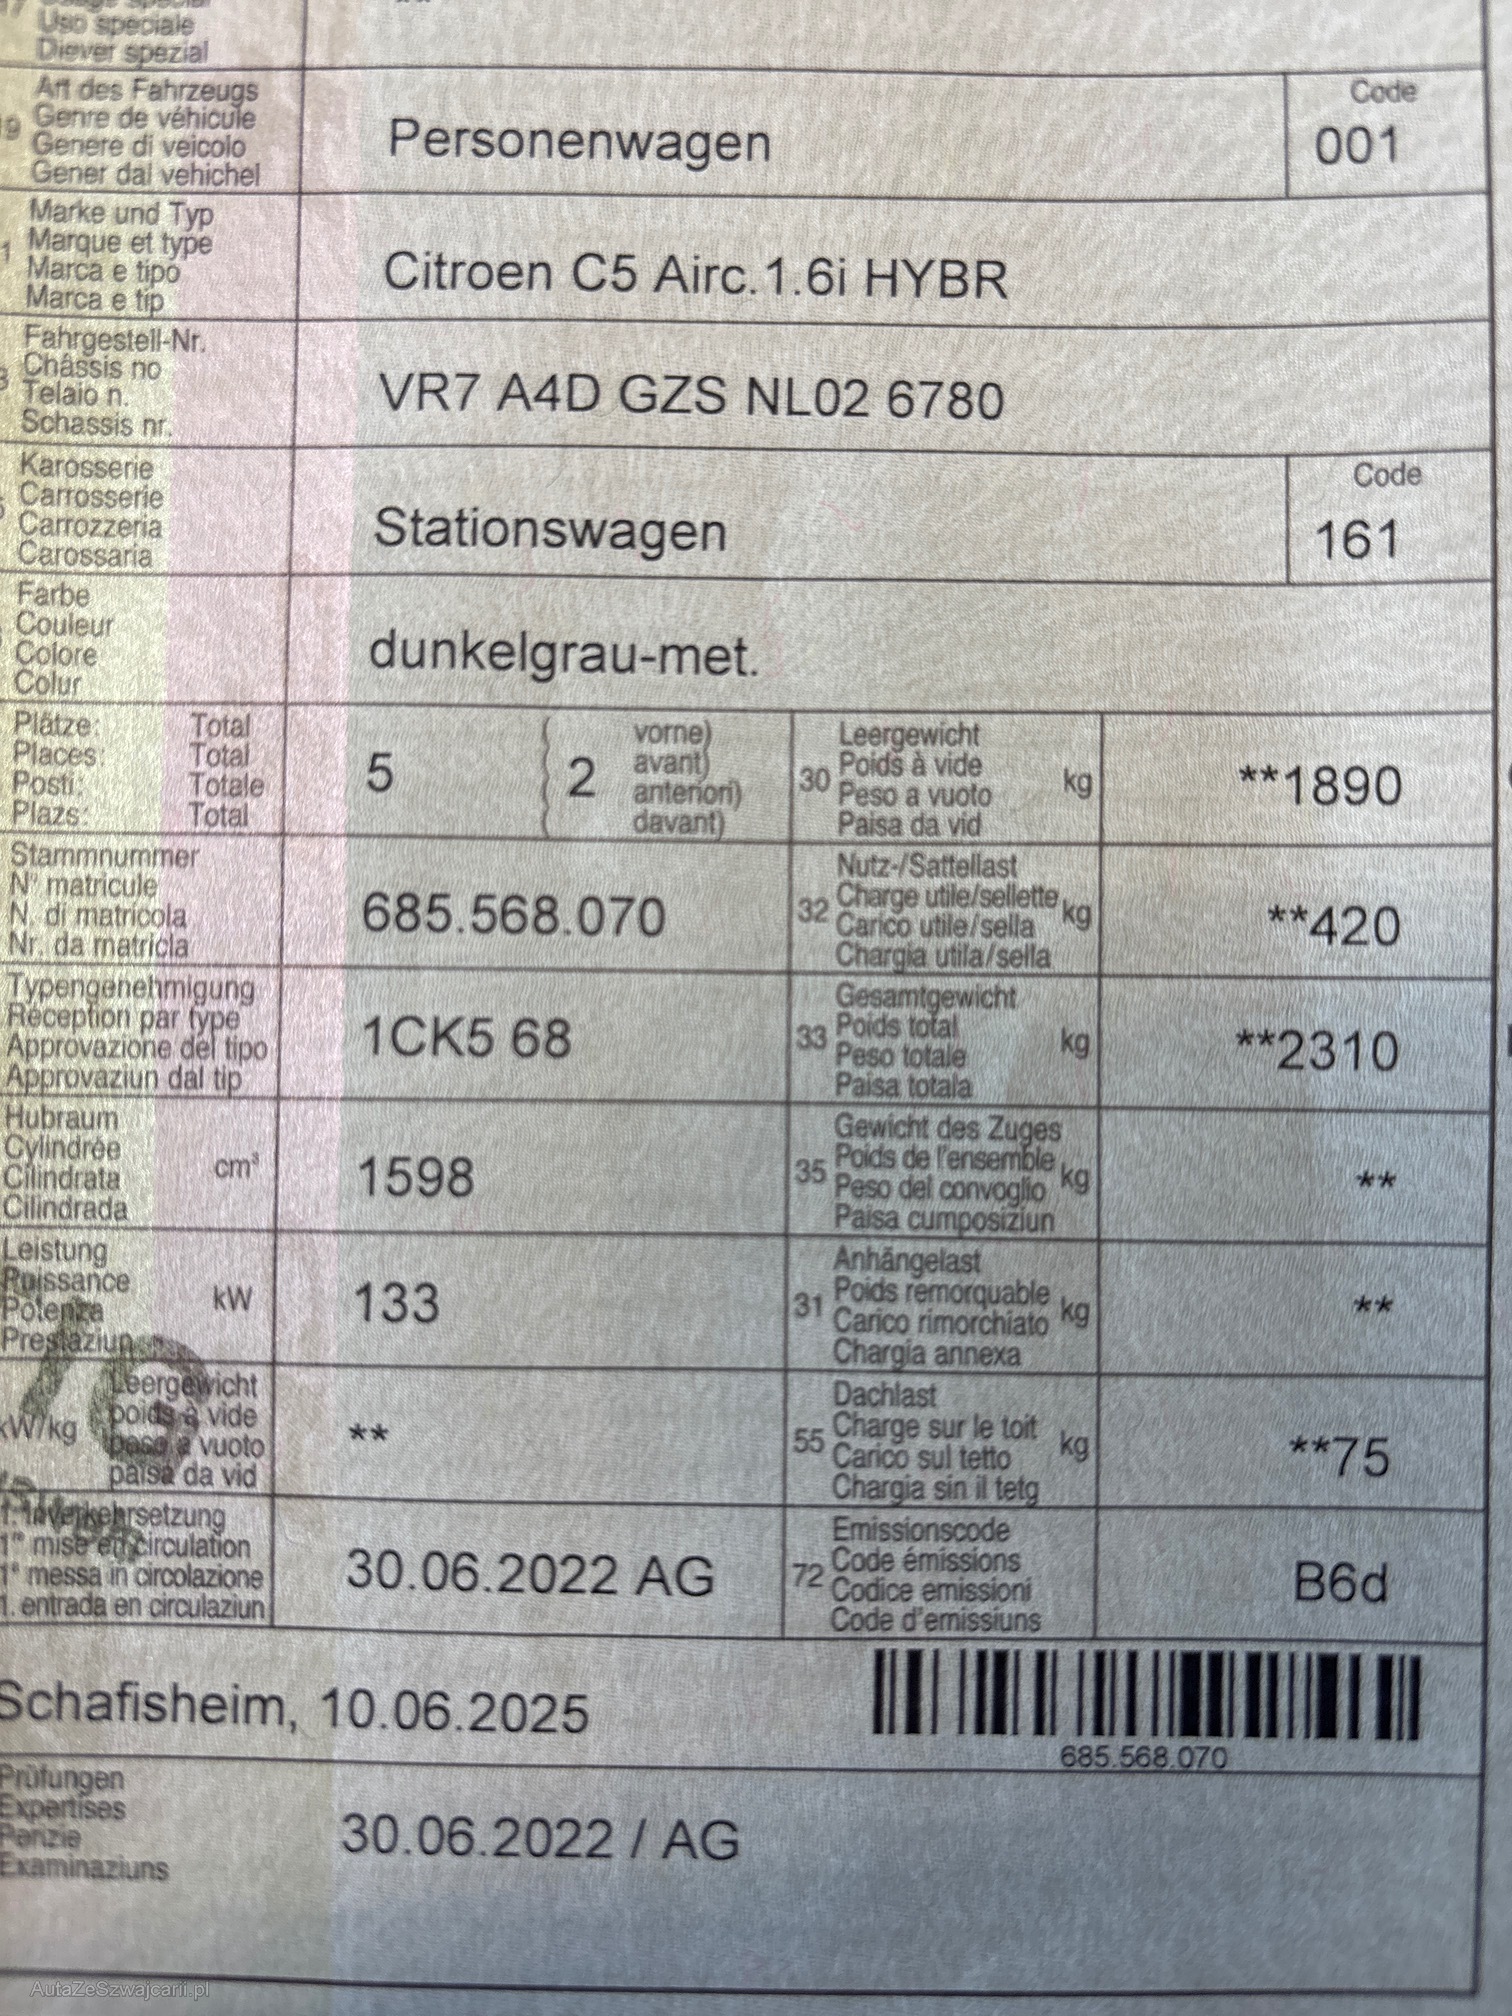 Uso speciale
Diever spezial
Art des Fahrzeugs
Genre de véhicule
Genere di veicolo
Gener dal vehichel
Personenwagen
Code
001
Marke und Typ
Marque et type
Marca e tipo
Marca e tip
Citroen C5 Airc.1.6i HYBR
Fahrgestell-Nr.
Châssis no
Telaio n.
Schassis nr.
VR7 A4D GZS NL02 6780
Karosserie
Carrosserie
Carrozzeria
Carossaria
Stationswagen
Code
161
Farbe
Couleur
Colore
Colur
dunkelgrau-met.
Plätze: Total
Places: Total
Posti: Totale
Plazs: Total
5
2
vorne)
avant)
anteriori)
davant)
30
Leergewicht
Poids à vide
Peso a vuoto
Paisa da vid
kg
**1890
Stammnummer
N° matricule
N. di matricola
Nr. da matricla
685.568.070
32
Nutz-/Sattellast
Charge utile/sellette
Carico utile/sella
Chargia utila/sella
kg
**420
Typengenehmigung
Réception par type
Approvazione del tipo
Approvaziun dal tip
1CK5 68
33
Gesamtgewicht
Poids total
Peso totale
Paisa totala
kg
**2310
Hubraum
Cylindrée
Cilindrata
Cilindrada
cm³
1598
35
Gewicht des Zuges
Poids de l'ensemble
Peso del convoglio
Paisa cumposiziun
kg
**
Leistung
Puissance
Potenza
Prestaziun
kW
133
31
Anhängelast
Poids remorquable
Carico rimorchiato
Chargia annexa
kg
**
kW/kg
Leergewicht
poids à vide
peso a vuoto
paisa da vid
**
55
Dachlast
Charge sur le toit
Carico sul tetto
Chargia sin il tetg
kg
**75
1. Inverkehrsetzung
1re mise en circulation
1a messa in circolazione
1. entrada en circulaziun
30.06.2022 AG
72
Emissionscode
Code émissions
Codice emissioni
Code d'emissiuns
B6d
Schafisheim, 10.06.2025
685.568.070
Prüfungen
Expertises
Perizie
Examinaziuns
30.06.2022 / AG
AutaZeSzwajcarii.pl